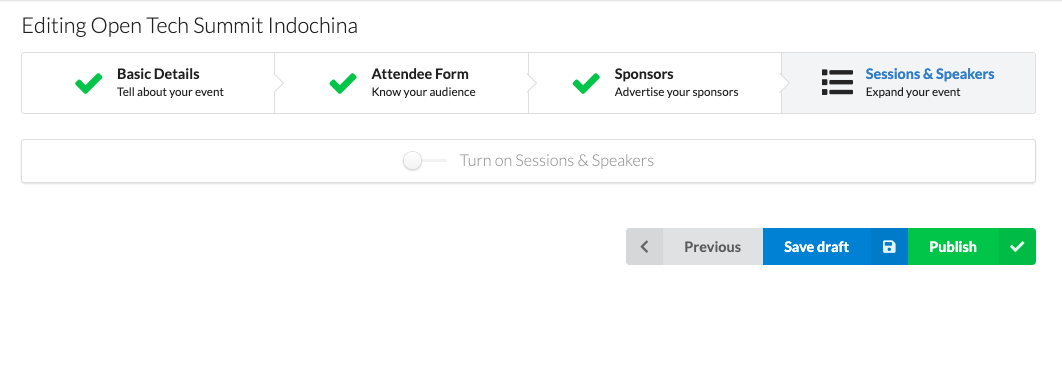 Editing Open Tech Summit Indochina
Basic Details
Tell about your event
Attendee Form
Know your audience
Sponsors
Advertise your sponsors
Sessions & Speakers
Expand your event
Turn on Sessions & Speakers
Previous
Save draft
Publish